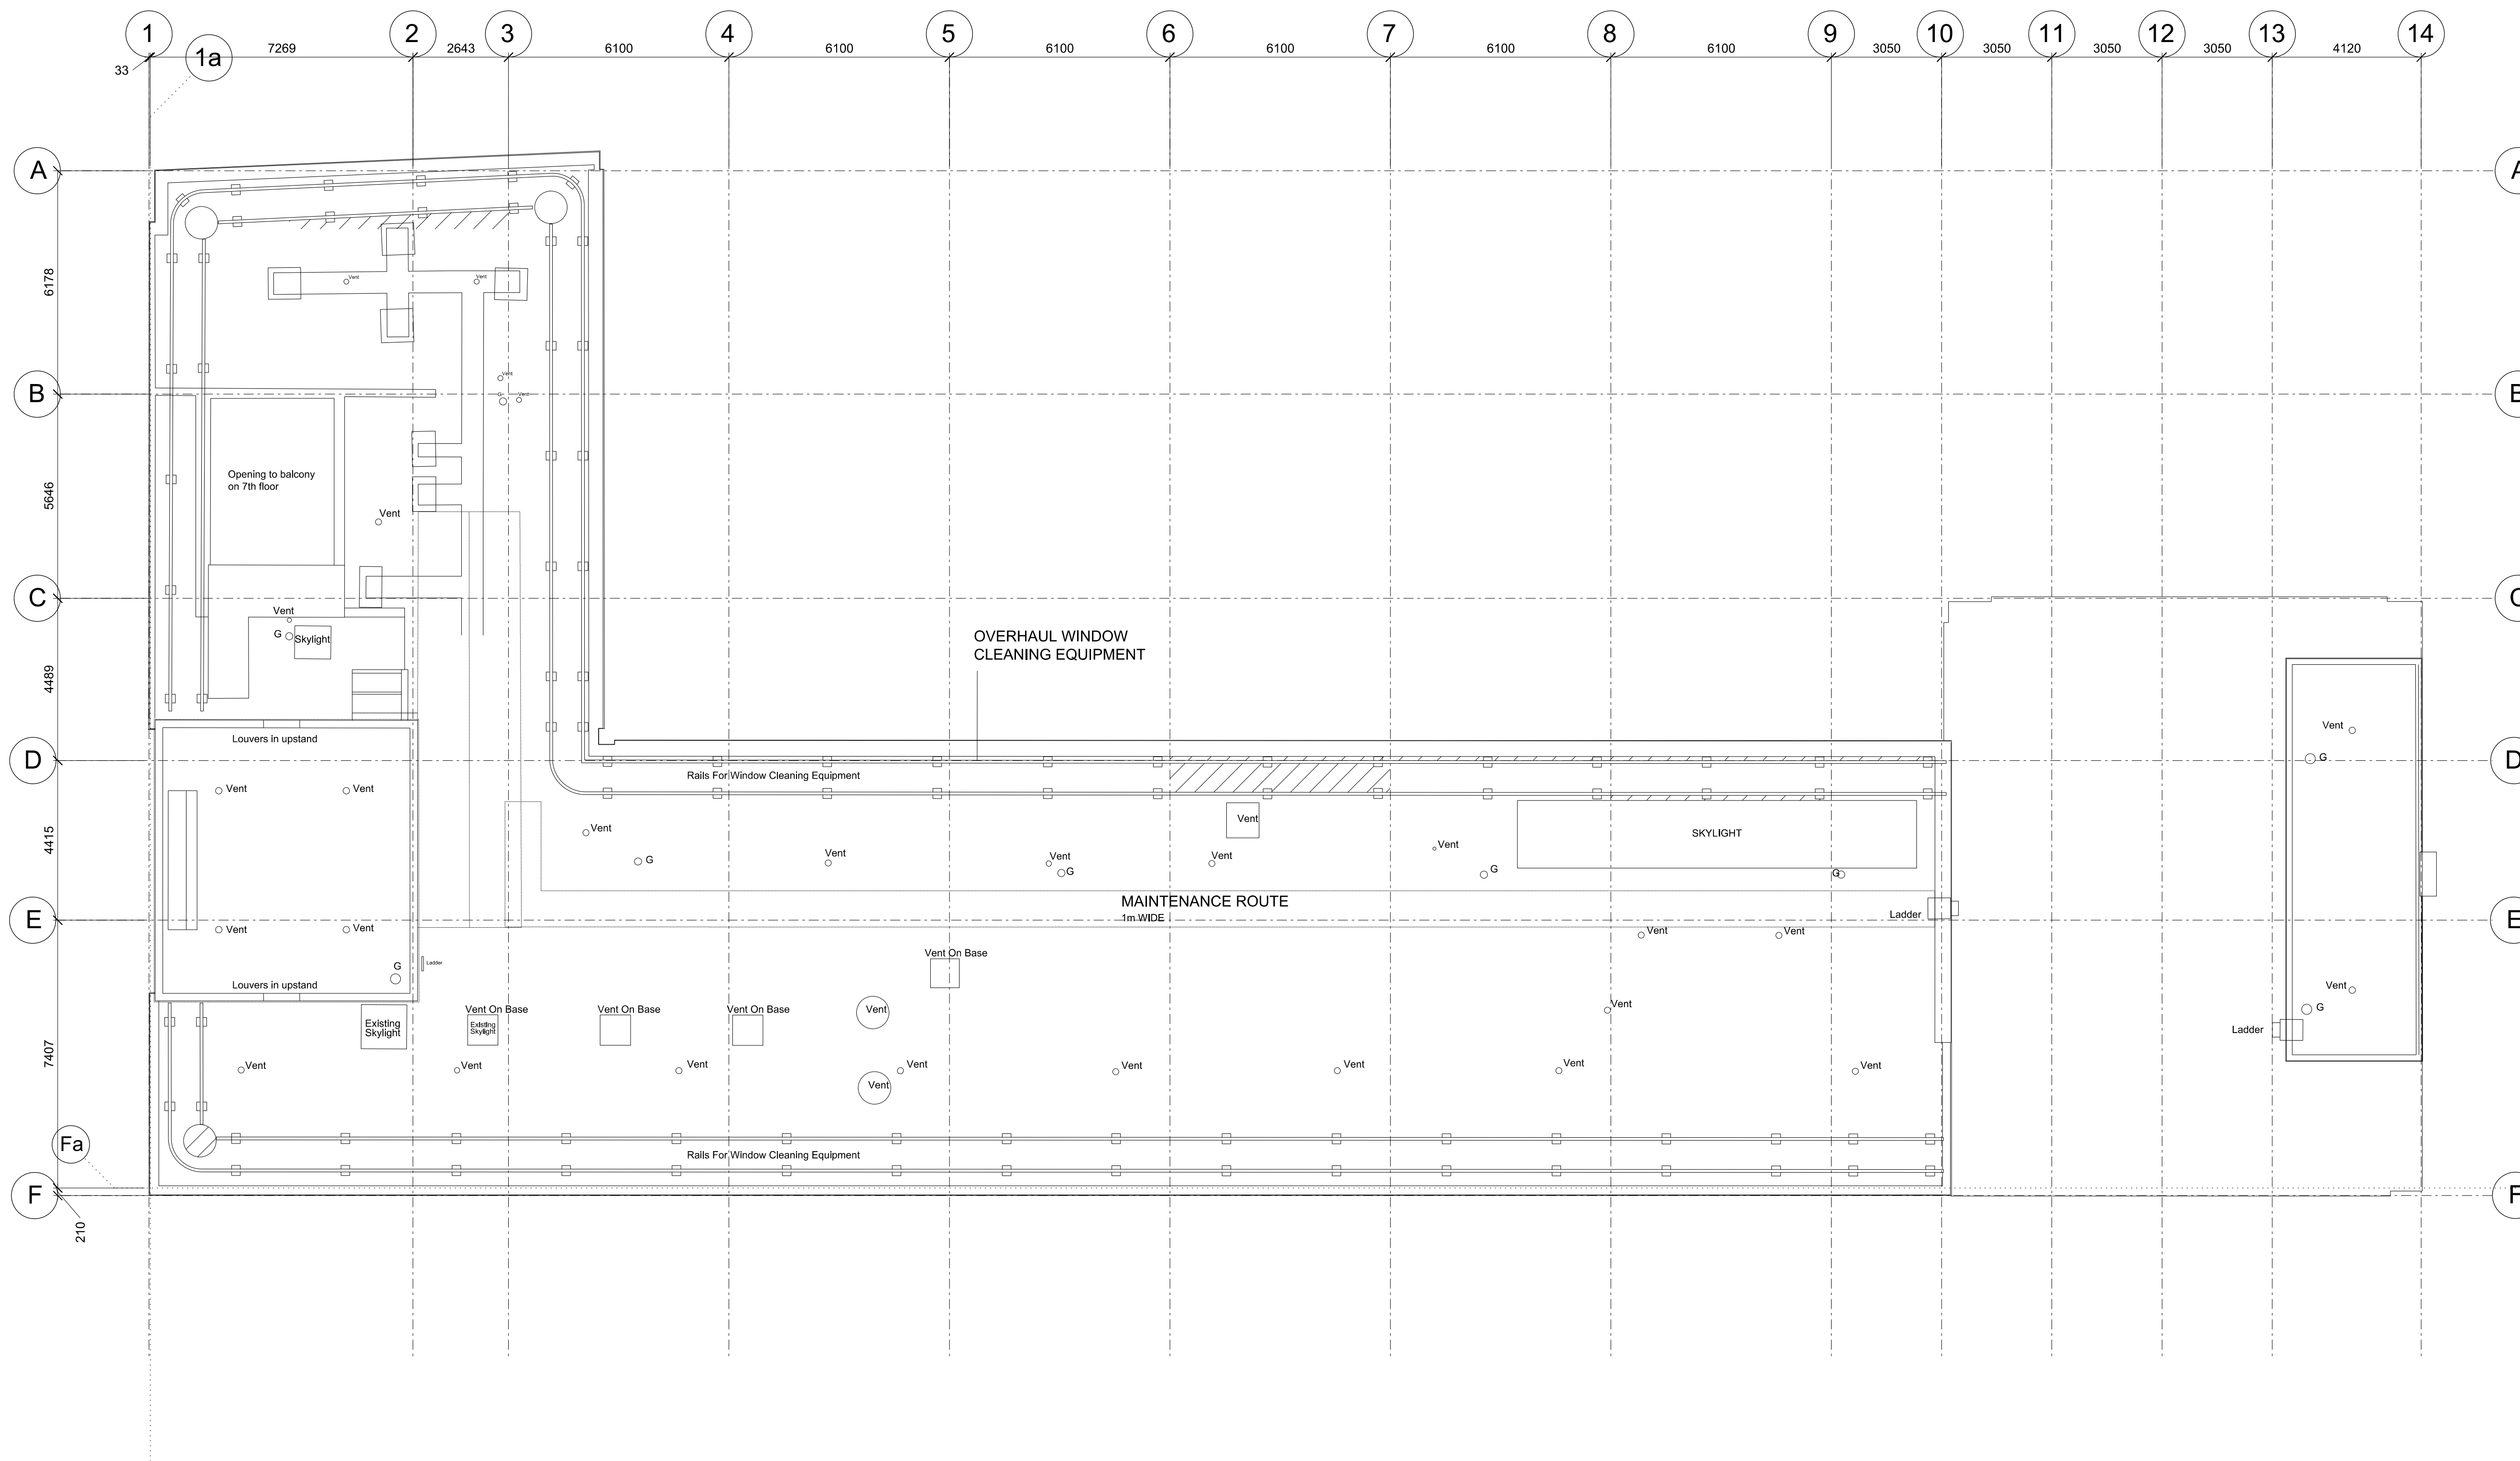 1 2 3 4 5 6 7 8 9 10 11 12 13 14
7269 2643 6100 6100 6100 6100 6100 6100 3050 3050 3050 3050 4120
33
1a
A A
6178
Vent Vent
Vent
B B
G Vent
Opening to balcony
on 7th floor
5646
Vent
C C
Vent
G Skylight
OVERHAUL WINDOW
CLEANING EQUIPMENT
4489
Vent
Louvers in upstand
G
D D
Rails For Window Cleaning Equipment
Vent Vent
Vent
Vent
SKYLIGHT
4415
Vent
G
Vent Vent Vent
G G G
MAINTENANCE ROUTE
1m WIDE
Ladder
E E
Vent Vent
Vent Vent
Vent On Base
G Ladder
Louvers in upstand
Vent
Vent On Base Vent On Base Vent On Base
Vent Vent
G
Existing
Skylight
Existing
Skylight
Ladder
7407
Vent Vent Vent Vent Vent Vent Vent Vent
Vent
Fa
Rails For Window Cleaning Equipment
F F
210